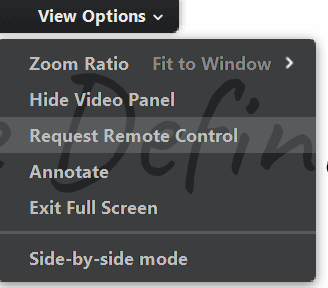 View Options
Zoom Ratio Fit to Window
Hide Video Panel
Request Remote Control
Annotate
Exit Full Screen
Side-by-side mode